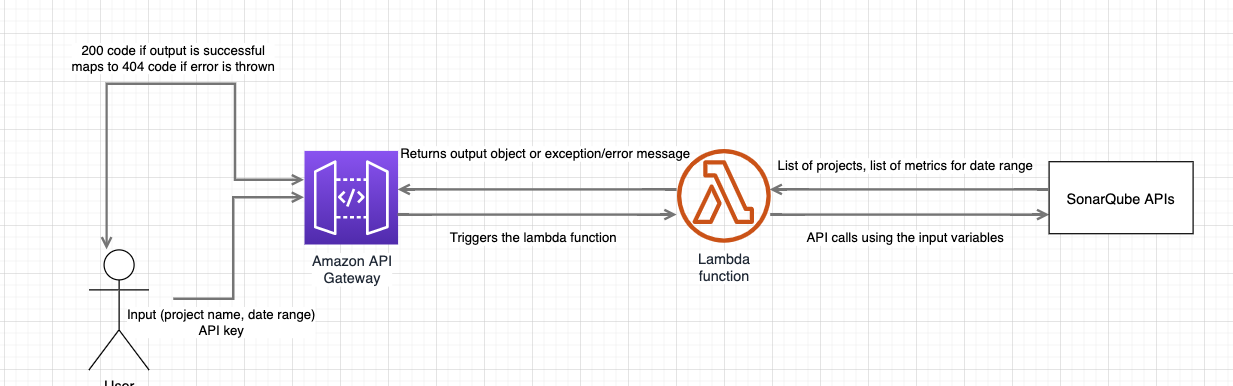 200 code if output is successful
maps to 404 code if error is thrown
Returns output object or exception/error message
List of projects, list of metrics for date range
</>
SonarQube APIs
Triggers the lambda function
API calls using the input variables
Amazon API
Gateway
Lambda
function
Input (project name, date range)
API key
User